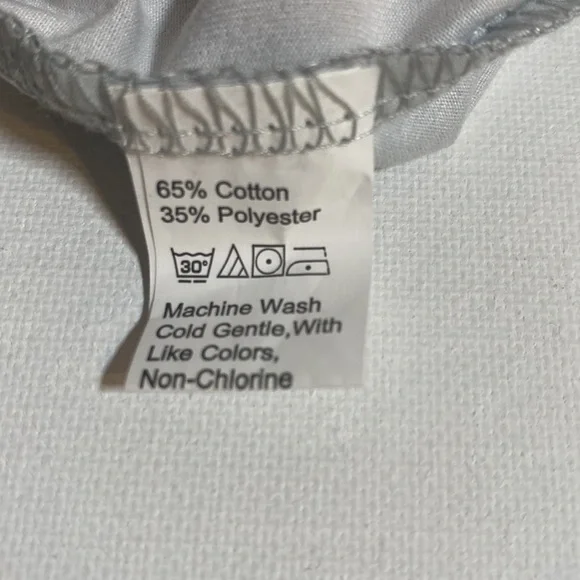 65% Cotton
35% Polyester
30°
Machine Wash
Cold Gentle,With
Like Colors,
Non-Chlorine